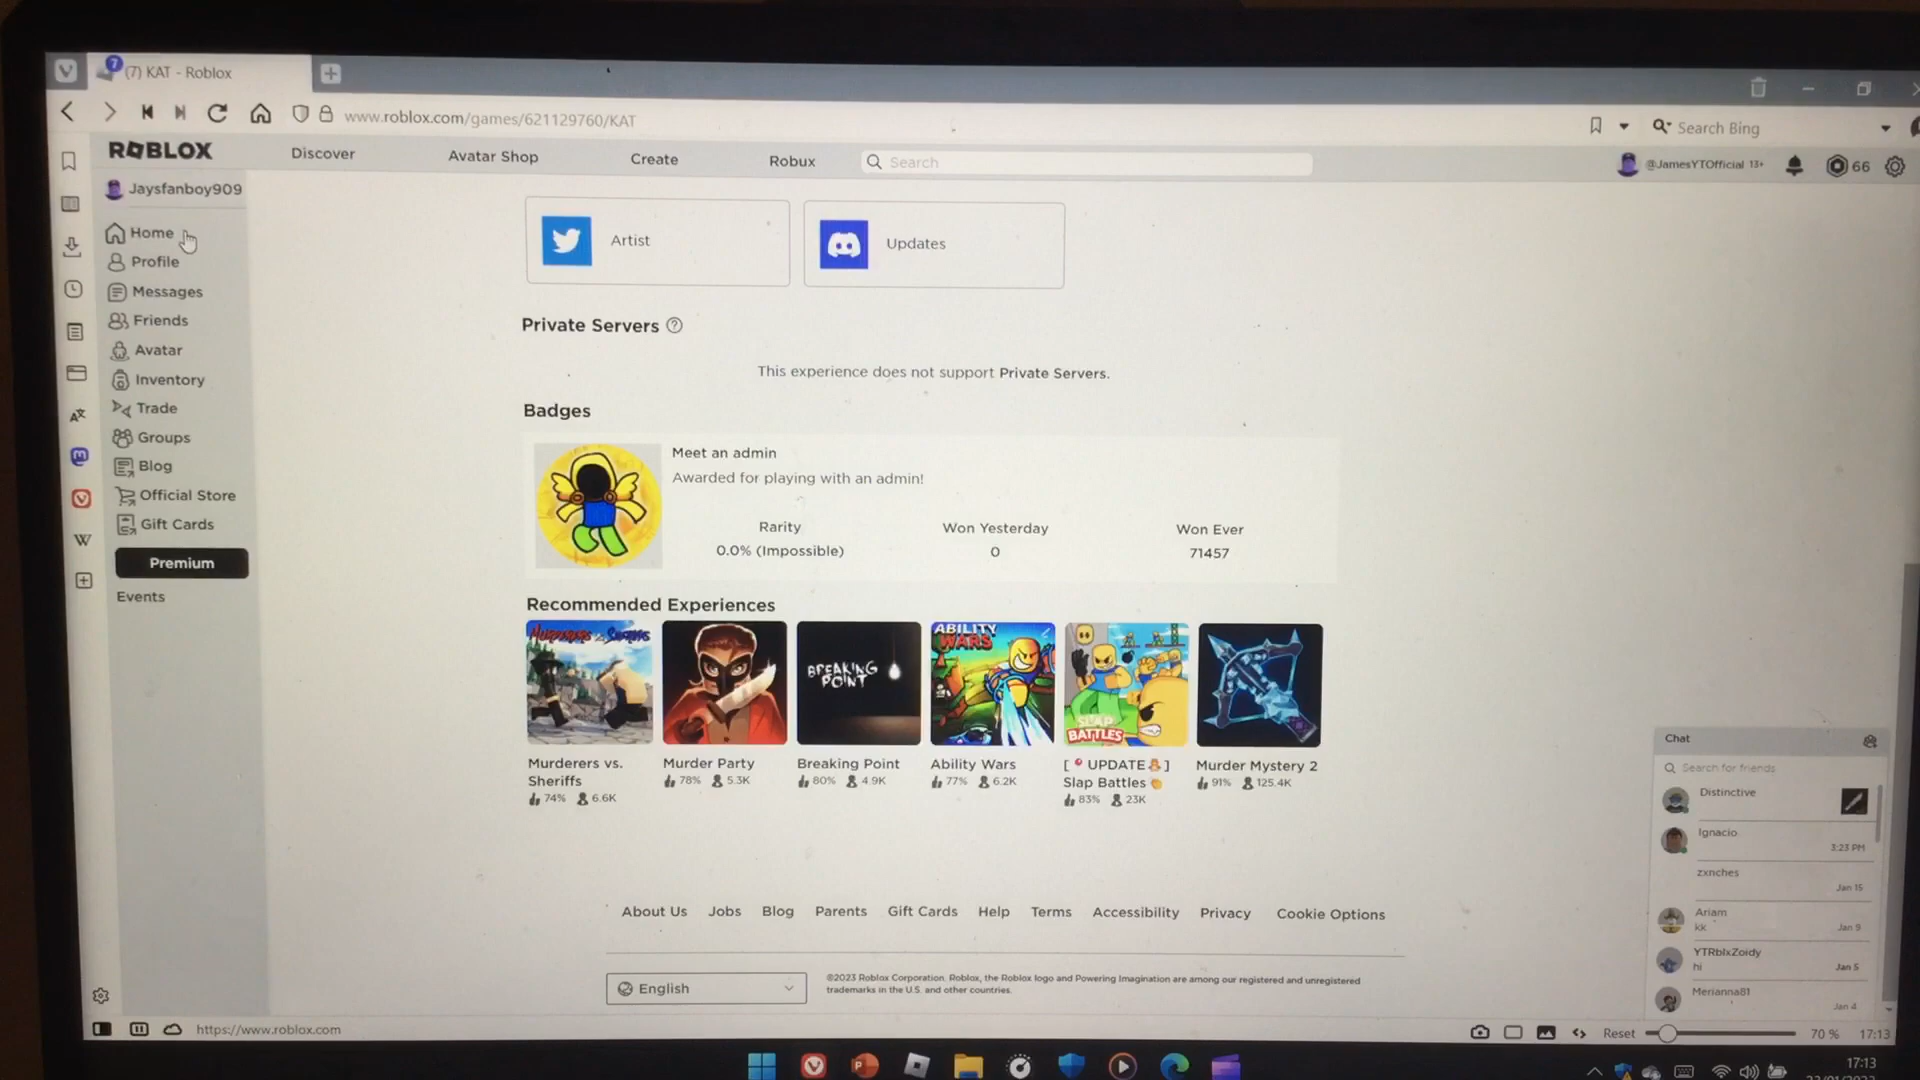 7
(7) KAT - Roblox
www.roblox.com/games/621129760/KAT
Search Bing
ROBLOX
Discover
Avatar Shop
Create
Robux
Search
@JamesYTOfficial 13+
66
Jaysfanboy909
Home
Profile
Messages
Friends
Avatar
Inventory
Trade
Groups
Blog
Official Store
Gift Cards
Premium
Events
Artist
Updates
Private Servers
This experience does not support Private Servers.
Badges
Meet an admin
Awarded for playing with an admin!
Rarity
0.0% (Impossible)
Won Yesterday
0
Won Ever
71457
Recommended Experiences
BREAKING
POINT
ABILITY
WARS
SLAP
BATTLES
Murderers vs.
Sheriffs
74% 6.6K
Murder Party
78% 5.3K
Breaking Point
80% 4.9K
Ability Wars
77% 6.2K
[ UPDATE ]
Slap Battles
83% 23K
Murder Mystery 2
91% 125.4K
About Us
Jobs
Blog
Parents
Gift Cards
Help
Terms
Accessibility
Privacy
Cookie Options
English
©2023 Roblox Corporation. Roblox, the Roblox logo and Powering Imagination are among our registered and unregistered
trademarks in the U.S. and other countries.
Chat
Search for friends
Distinctive
Ignacio
3:23 PM
zxnches
Jan 15
Ariam
kk
Jan 9
YTRblxZoidy
hi
Jan 5
Merianna81
Jan 4
https://www.roblox.com
Reset
70 %
17:13
17:13